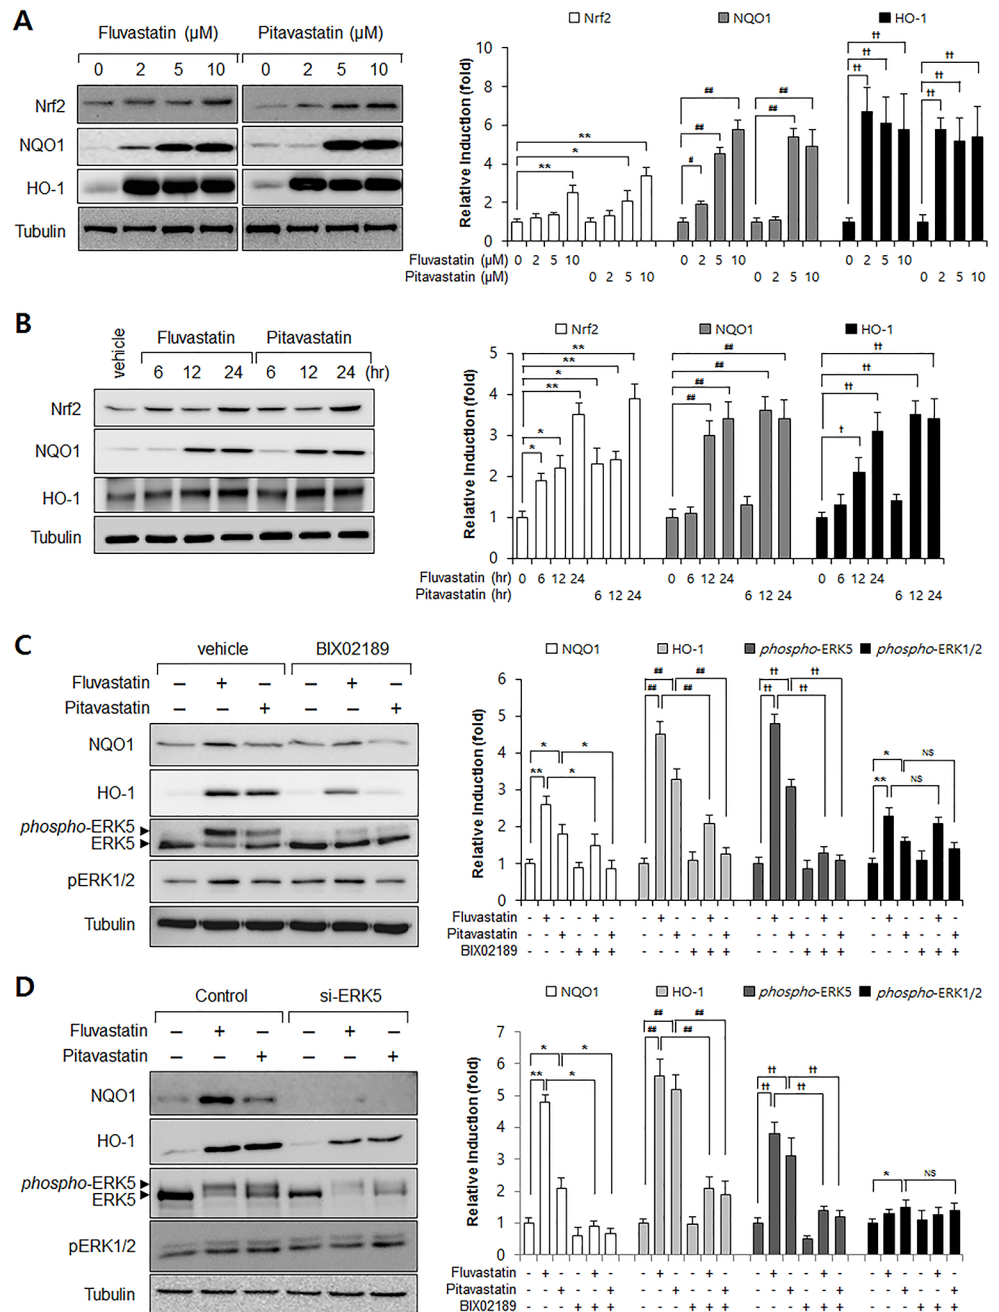 A
Fluvastatin (μM) Pitavastatin (μM)
0 2 5 10 0 2 5 10
Nrf2
NQO1
HO-1
Tubulin
Nrf2 NQO1 HO-1
Relative Induction (fold)
10
8
6
4
2
0
** * ** # ## ## ## ## †† †† †† †† †† ††
0 2 5 10 0 2 5 10 0 2 5 10
Fluvastatin (μM)
Pitavastatin (μM)
0 2 5 10 0 2 5 10 0 2 5 10
B
vehicle Fluvastatin Pitavastatin
6 12 24 6 12 24 (hr)
Nrf2
NQO1
HO-1
Tubulin
Nrf2 NQO1 HO-1
Relative Induction (fold)
5
4
3
2
1
0
** ** * ** * * ## ## ## ## †† †† †† †
Fluvastatin (hr) 0 6 12 24 0 6 12 24 0 6 12 24
Pitavastatin (hr) 6 12 24 6 12 24 6 12 24
C
vehicle BIX02189
Fluvastatin – + – – + –
Pitavastatin – – + – – +
NQO1
HO-1
phospho-ERK5
ERK5
pERK1/2
Tubulin
NQO1 HO-1 phospho-ERK5 phospho-ERK1/2
Relative Induction (fold)
6
5
4
3
2
1
0
* * ** * ## ## ## ## †† †† †† †† * NS ** NS
Fluvastatin - + - - + - - + - - + - - + - - + - - + - - + -
Pitavastatin - - + - - + - - + - - + - - + - - + - - + - - +
BIX02189 - - - + + + - - - + + + - - - + + + - - - + + +
D
Control si-ERK5
Fluvastatin – + – – + –
Pitavastatin – – + – – +
NQO1
HO-1
phospho-ERK5
ERK5
pERK1/2
Tubulin
NQO1 HO-1 phospho-ERK5 phospho-ERK1/2
Relative Induction (fold)
7
6
5
4
3
2
1
0
* * ** * ## ## ## ## †† †† †† †† * NS
Fluvastatin - + - - + - - + - - + - - + - - + - - + - - + -
Pitavastatin - - + - - + - - + - - + - - + - - + - - + - - +
BIX02189 - - - + + + - - - + + + - - - + + + - - - + + +